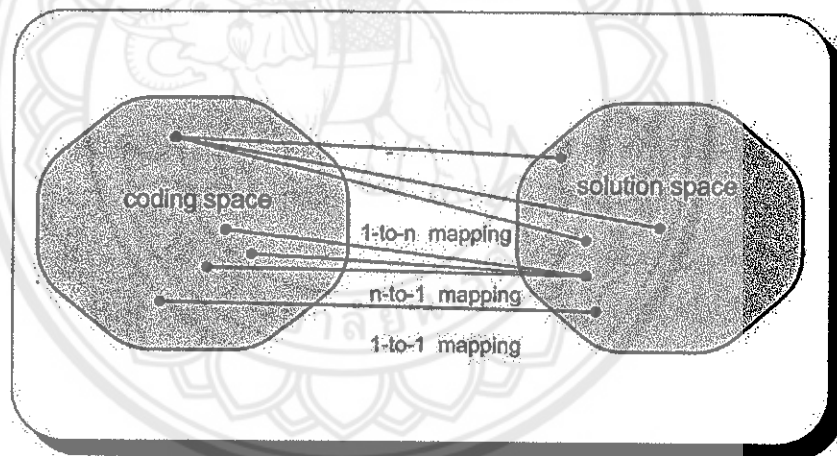 coding space
solution space
1-to-n mapping
n-to-1 mapping
1-to-1 mapping